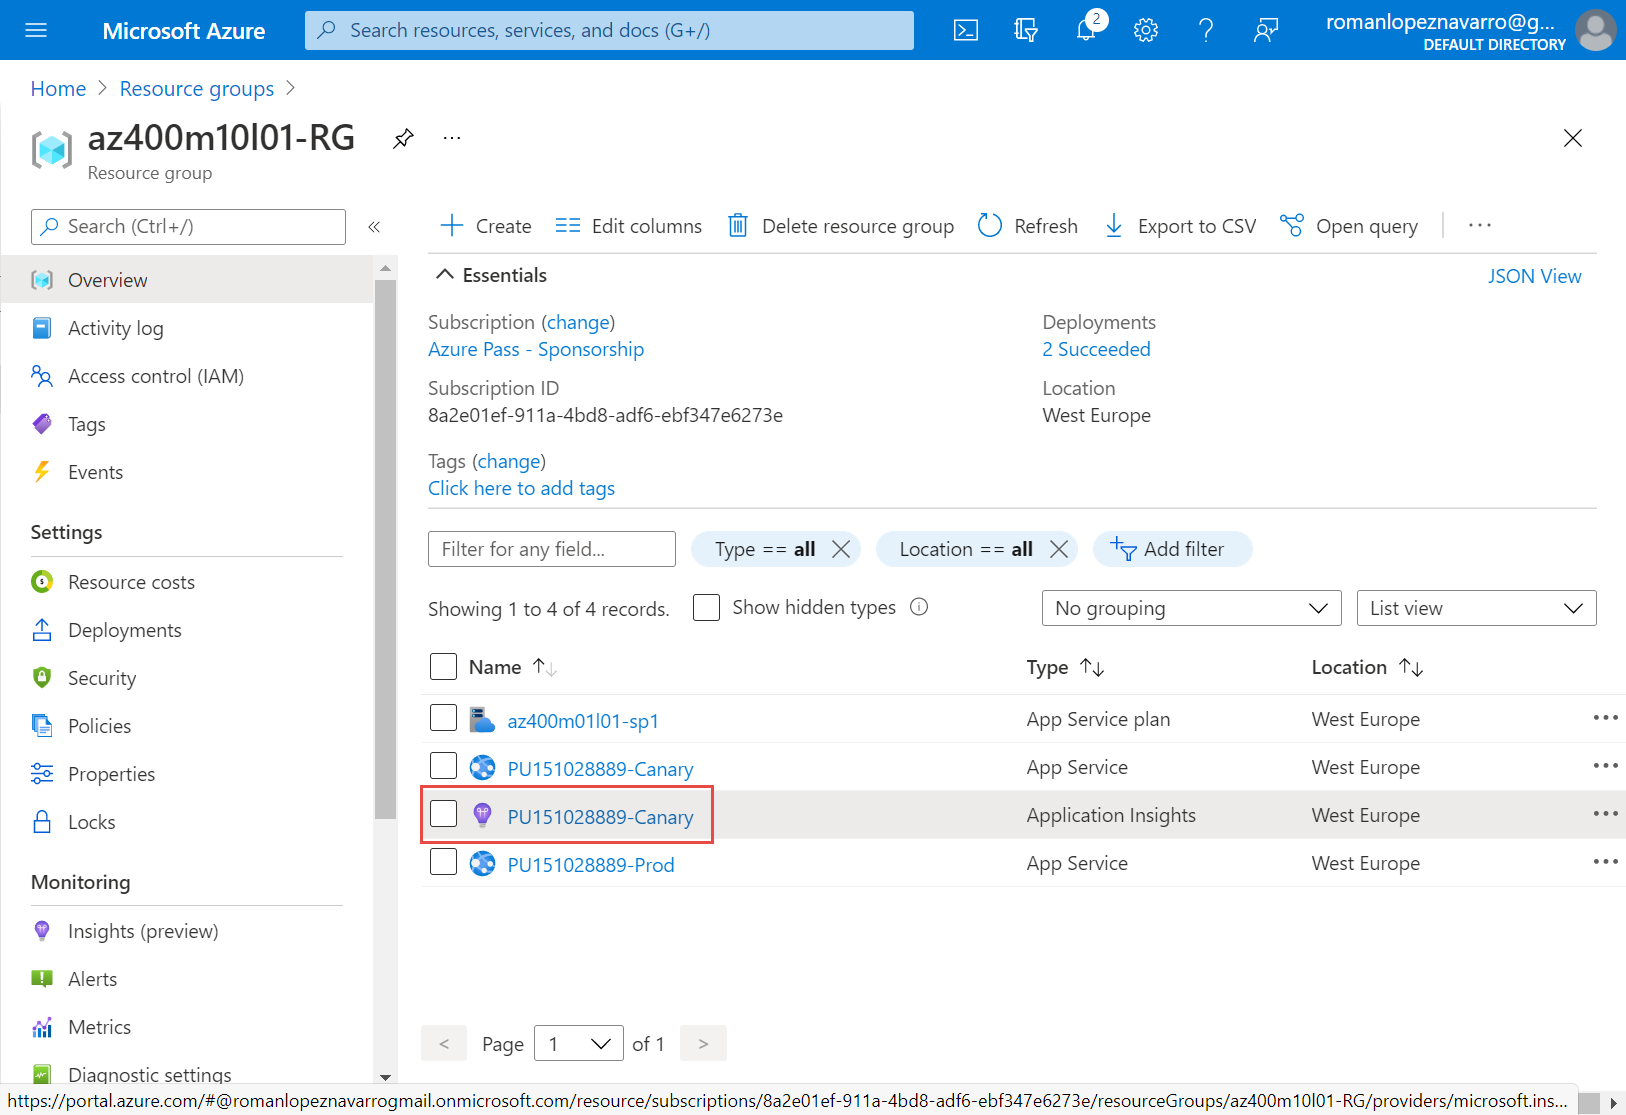 Microsoft Azure
Search resources, services, and docs (G+/)
2
romanlopeznavarro@g...
DEFAULT DIRECTORY
Home > Resource groups >
az400m10l01-RG
...
Resource group
Search (Ctrl+/)
«
Create
Edit columns
Delete resource group
Refresh
Export to CSV
Open query
...
Overview
Activity log
Access control (IAM)
Tags
Events
Settings
Resource costs
Deployments
Security
Policies
Properties
Locks
Monitoring
Insights (preview)
Alerts
Metrics
Diagnostic settings
Essentials
JSON View
Subscription (change)
Azure Pass - Sponsorship
Subscription ID
8a2e01ef-911a-4bd8-adf6-ebf347e6273e
Deployments
2 Succeeded
Location
West Europe
Tags (change)
Click here to add tags
Filter for any field...
Type == all
Location == all
Add filter
Showing 1 to 4 of 4 records.
Show hidden types
No grouping
List view
Name ↑↓ Type ↑↓ Location ↑↓
az400m01l01-sp1 App Service plan West Europe ...
PU151028889-Canary App Service West Europe ...
PU151028889-Canary Application Insights West Europe ...
PU151028889-Prod App Service West Europe ...
< Page 1 of 1 >
https://portal.azure.com/#@romanlopeznavarrogmail.onmicrosoft.com/resource/subscriptions/8a2e01ef-911a-4bd8-adf6-ebf347e6273e/resourceGroups/az400m10l01-RG/providers/microsoft.ins...